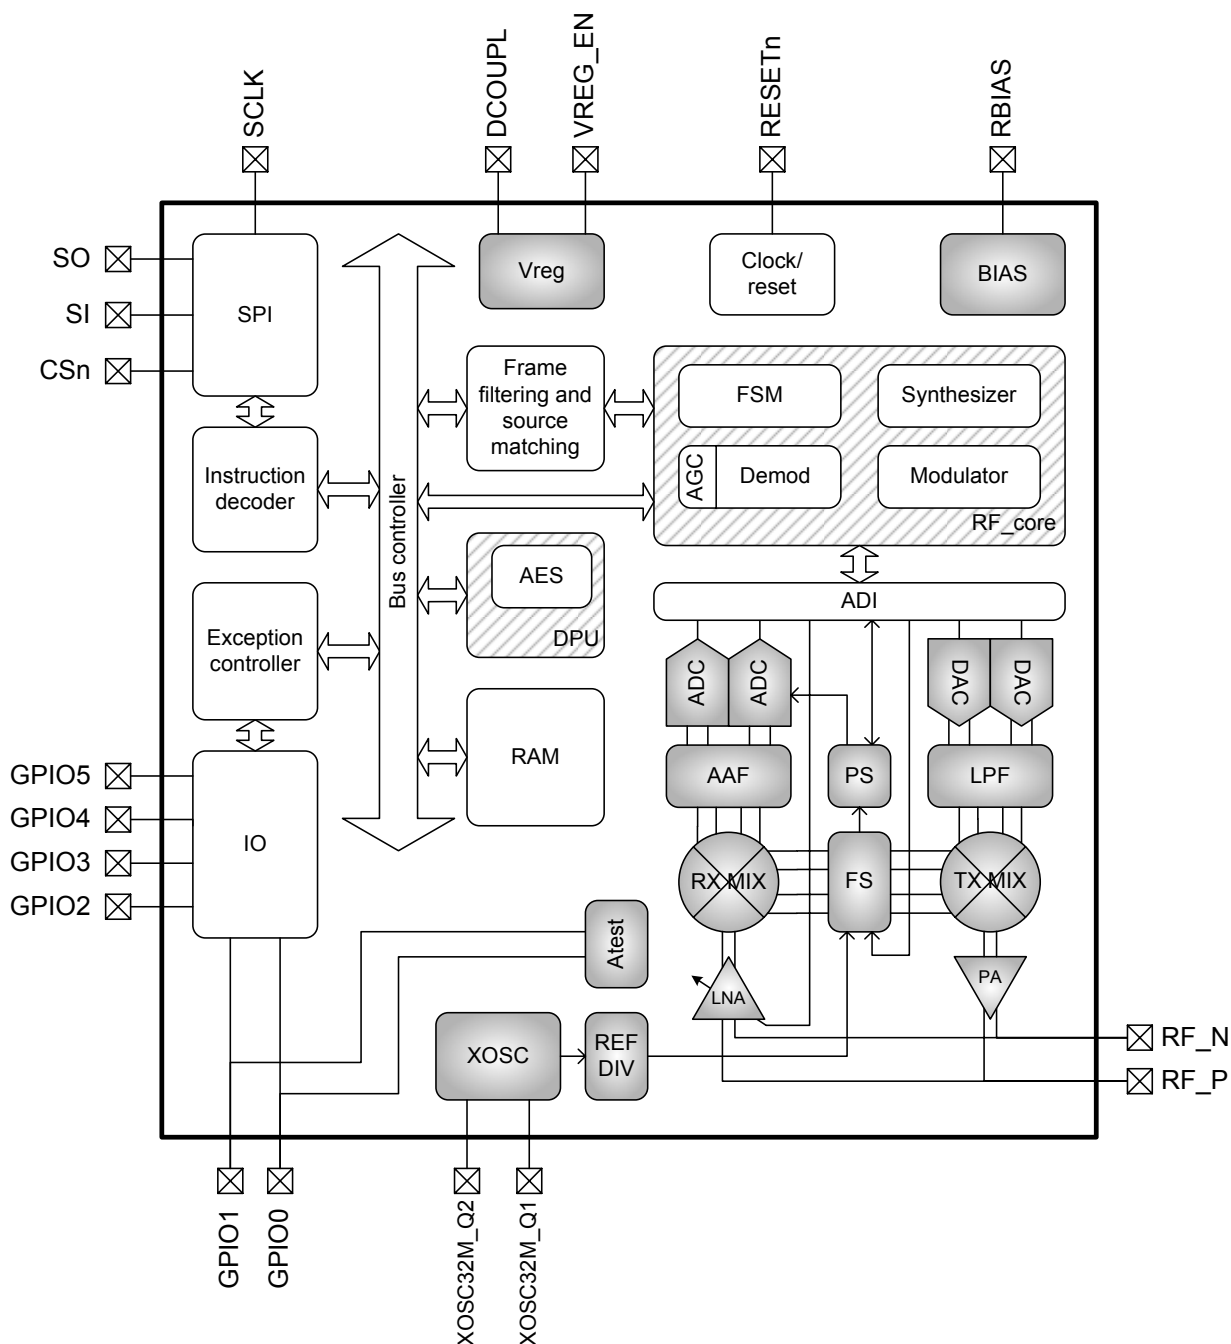 SCLK
DCOUPL
VREG_EN
RESETn
RBIAS
SO
SI
CSn
SPI
Vreg
Clock/
reset
BIAS
Frame
filtering and
source
matching
FSM
Synthesizer
AGC
Demod
Modulator
RF_core
Instruction
decoder
Bus controller
AES
DPU
ADI
Exception
controller
ADC
ADC
DAC
DAC
RAM
AAF
PS
LPF
GPIO5
GPIO4
GPIO3
GPIO2
IO
RX MIX
FS
TX MIX
Atest
LNA
PA
XOSC
REF
DIV
RF_N
RF_P
GPIO1
GPIO0
XOSC32M_Q2
XOSC32M_Q1